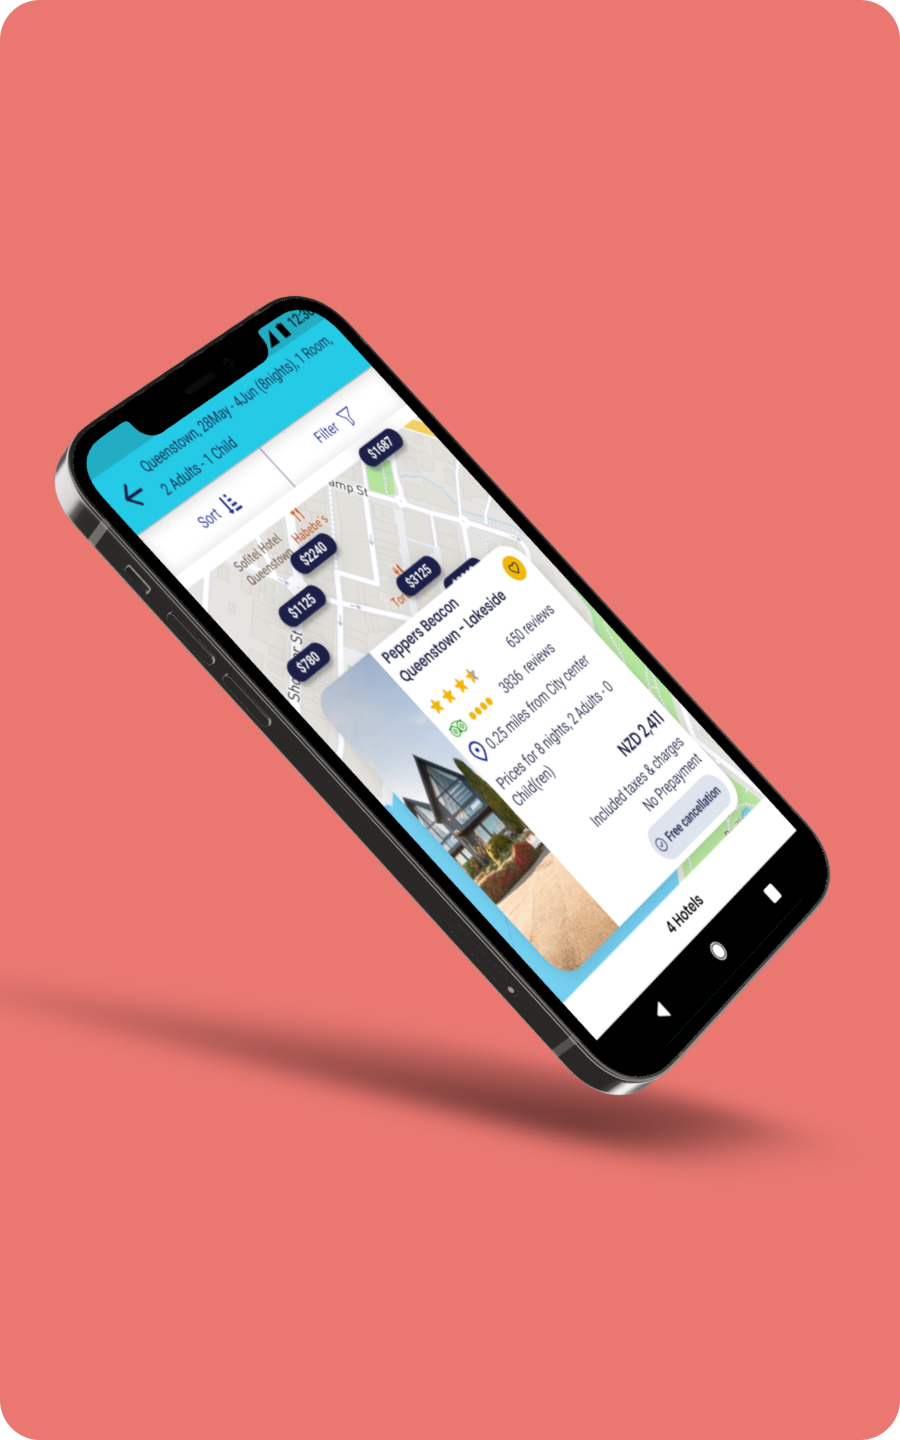 12:30
Queenstown, 28May - 4Jun (8nights), 1 Room,
2 Adults - 1 Child
Sort
Filter
$1687
amp St
Habebe's
Sofitel Hotel
Queenstown
$2240
$3125
$1125
$780
St
Peppers Beacon
Queenstown - Lakeside
650 reviews
3836 reviews
0.25 miles from City center
Prices for 8 nights, 2 Adults - 0
Child(ren)
NZD 2,411
Included taxes & charges
No Prepayment
Free cancellation
4 Hotels